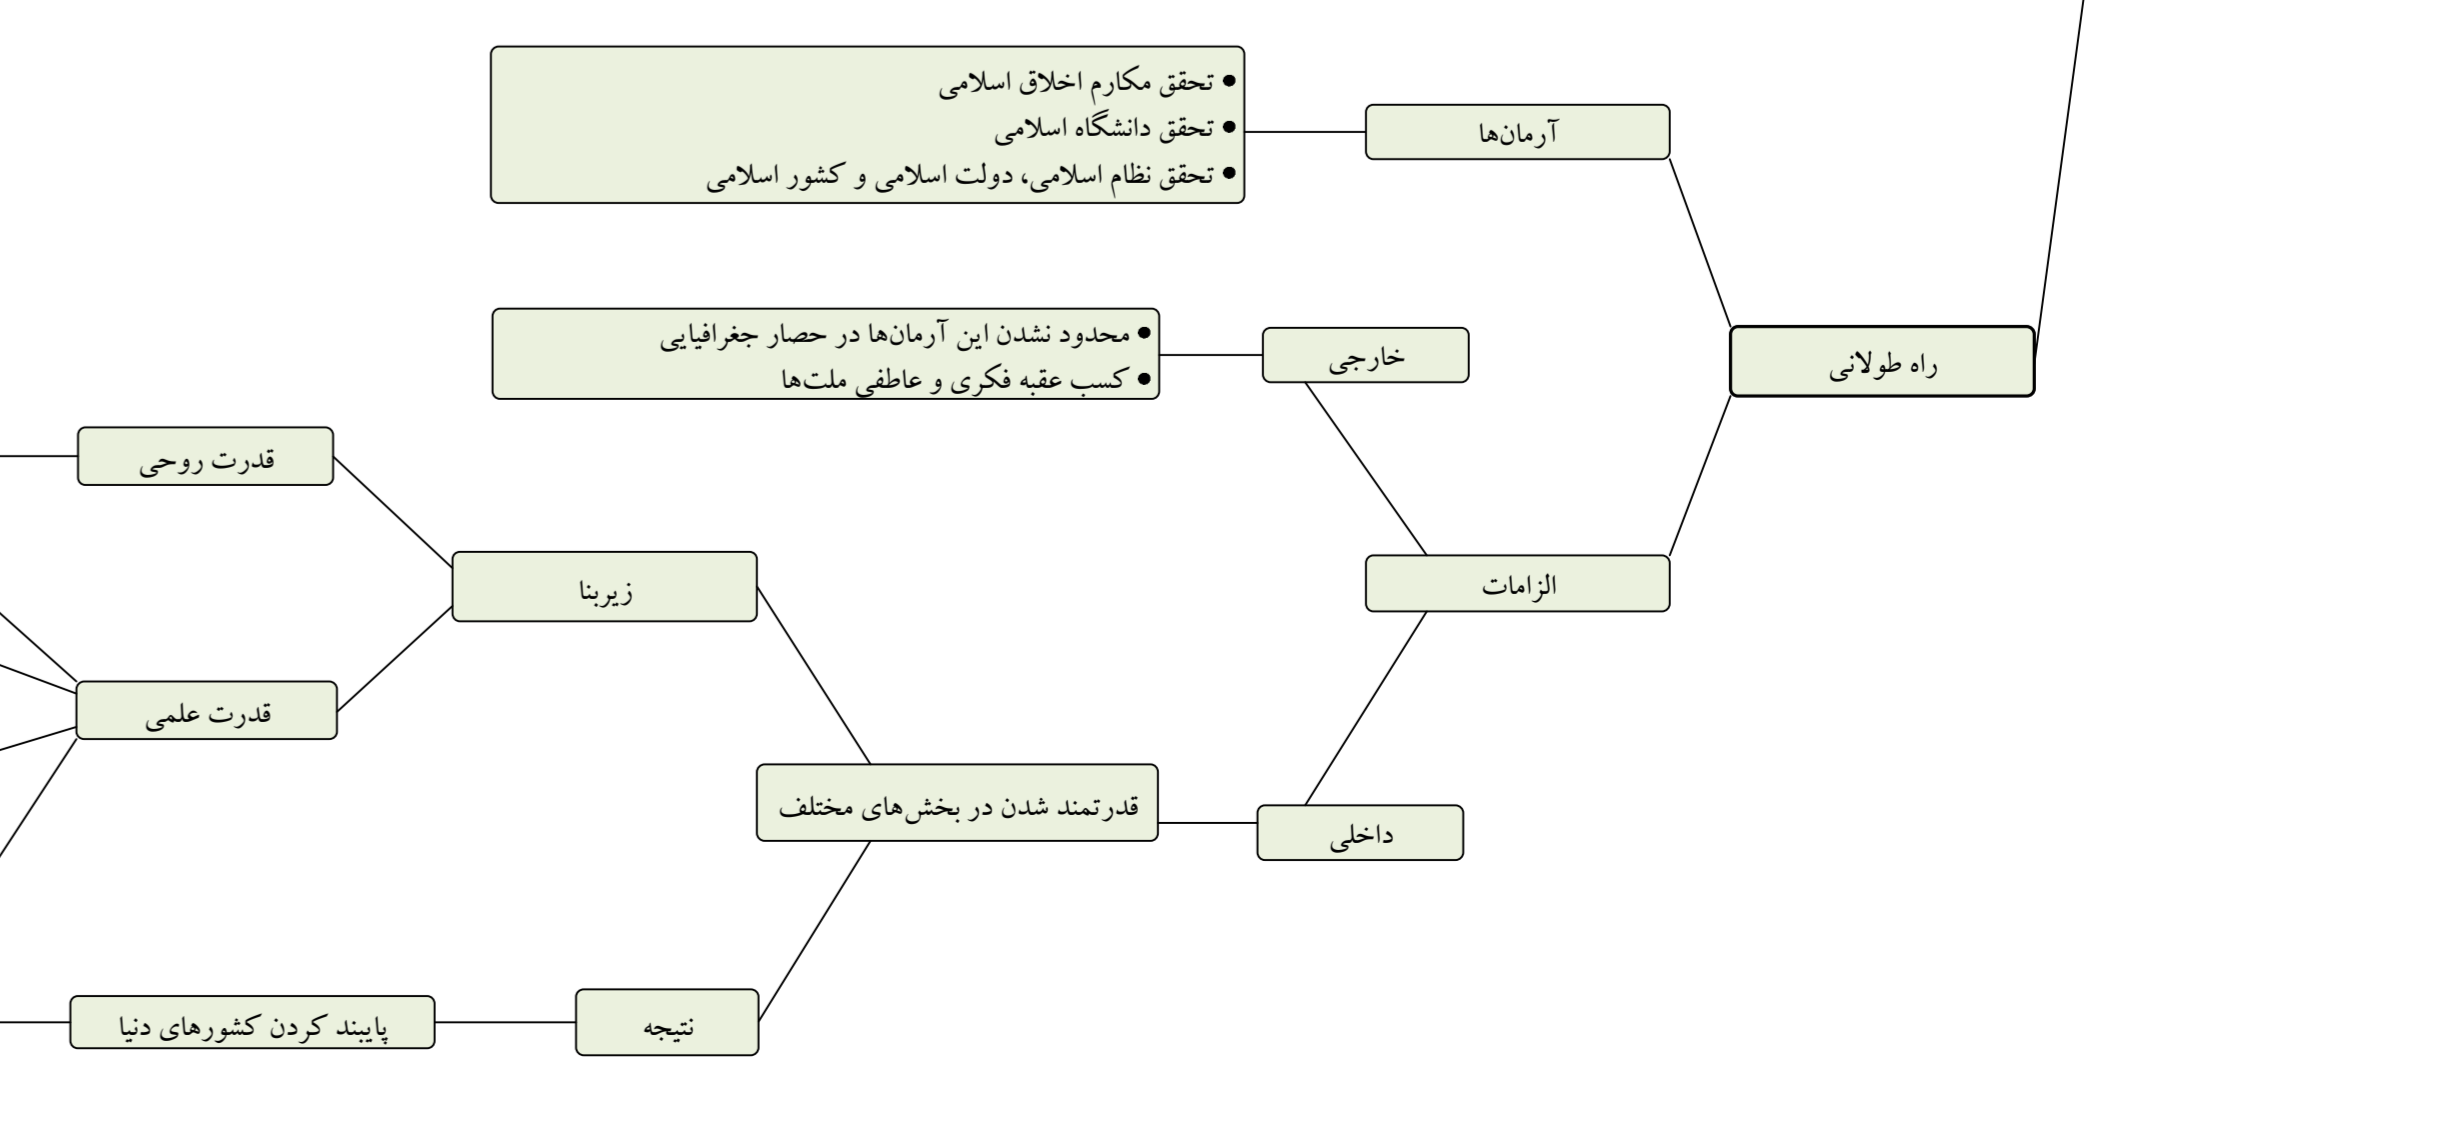 • تحقق مکارم اخلاق اسلامی
• تحقق دانشگاه اسلامی
• تحقق نظام اسلامی، دولت اسلامی و کشور اسلامی
آرمان‌ها
راه طولانی
خارجی
• محدود نشدن این آرمان‌ها در حصار جغرافیایی
• کسب عقبه فکری و عاطفی ملت‌ها
الزامات
داخلی
قدرتمند شدن در بخش‌های مختلف
زیربنا
قدرت روحی
قدرت علمی
نتیجه
پایبند کردن کشورهای دنیا